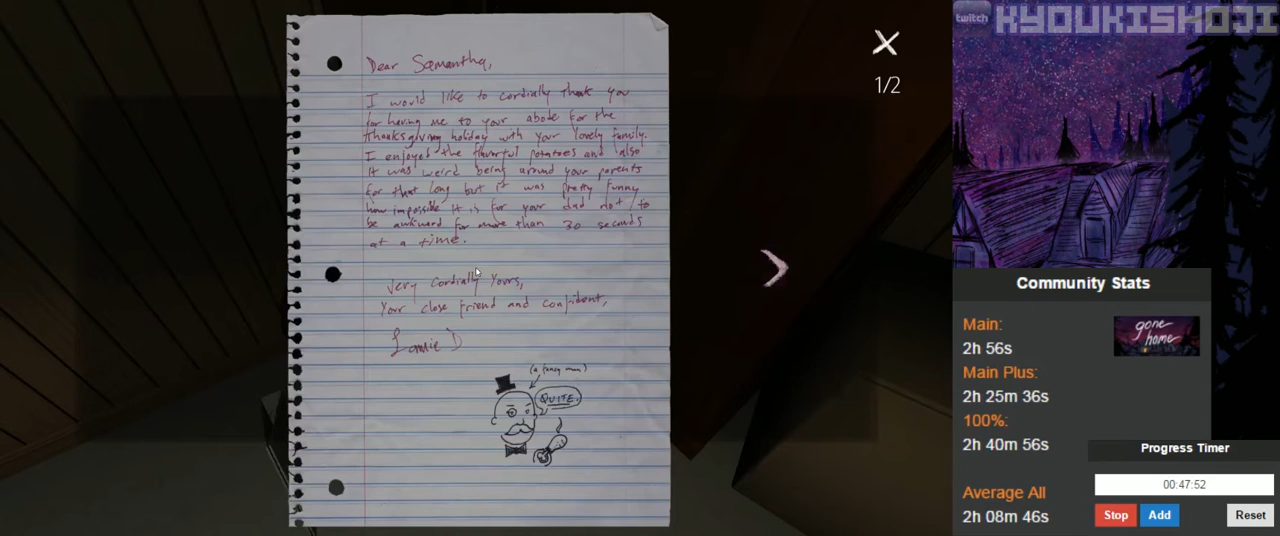 Dear Samantha,
I would like to cordially thank you
for having me to your abode for the
thanksgiving holiday with your lovely family.
I enjoyed the flavorful potatoes and also
it was weird being around your parents
for that long but it was pretty funny
how impossible it is for your dad not to
be awkward for more than 30 seconds
at a time.
Very Cordially Yours,
Your close friend and confident,
Lonnie D
(a fancy man)
QUITE.
1/2
twitch
KYOUKISHOJI
Community Stats
gone
home
Main:
2h 56s
Main Plus:
2h 25m 36s
100%:
2h 40m 56s
Average All
2h 08m 46s
Progress Timer
00:47:52
Stop
Add
Reset